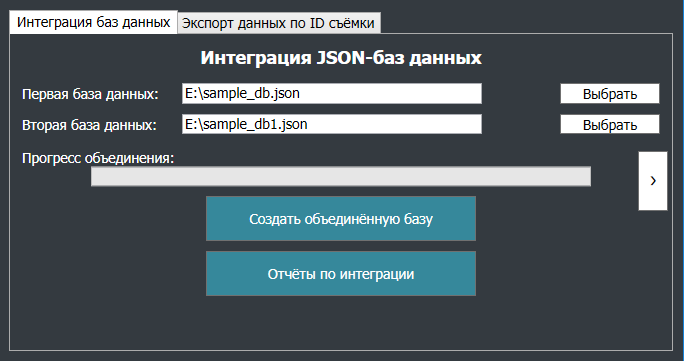 Интеграция баз данных Экспорт данных по ID съёмки
Интеграция JSON-баз данных
Первая база данных: E:\sample_db.json Выбрать
Вторая база данных: E:\sample_db1.json Выбрать
Прогресс объединения:
›
Создать объединённую базу
Отчёты по интеграции